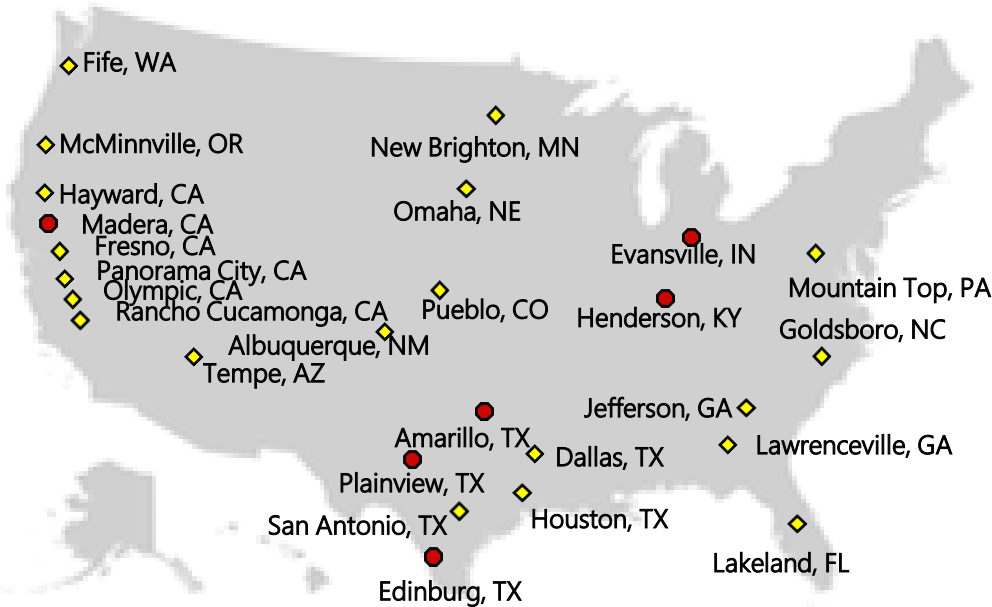 Fife, WA
McMinnville, OR
New Brighton, MN
Hayward, CA
Omaha, NE
Madera, CA
Fresno, CA
Evansville, IN
Panorama City, CA
Olympic, CA
Mountain Top, PA
Rancho Cucamonga, CA
Pueblo, CO
Henderson, KY
Goldsboro, NC
Albuquerque, NM
Tempe, AZ
Jefferson, GA
Amarillo, TX
Lawrenceville, GA
Dallas, TX
Plainview, TX
San Antonio, TX
Houston, TX
Lakeland, FL
Edinburg, TX